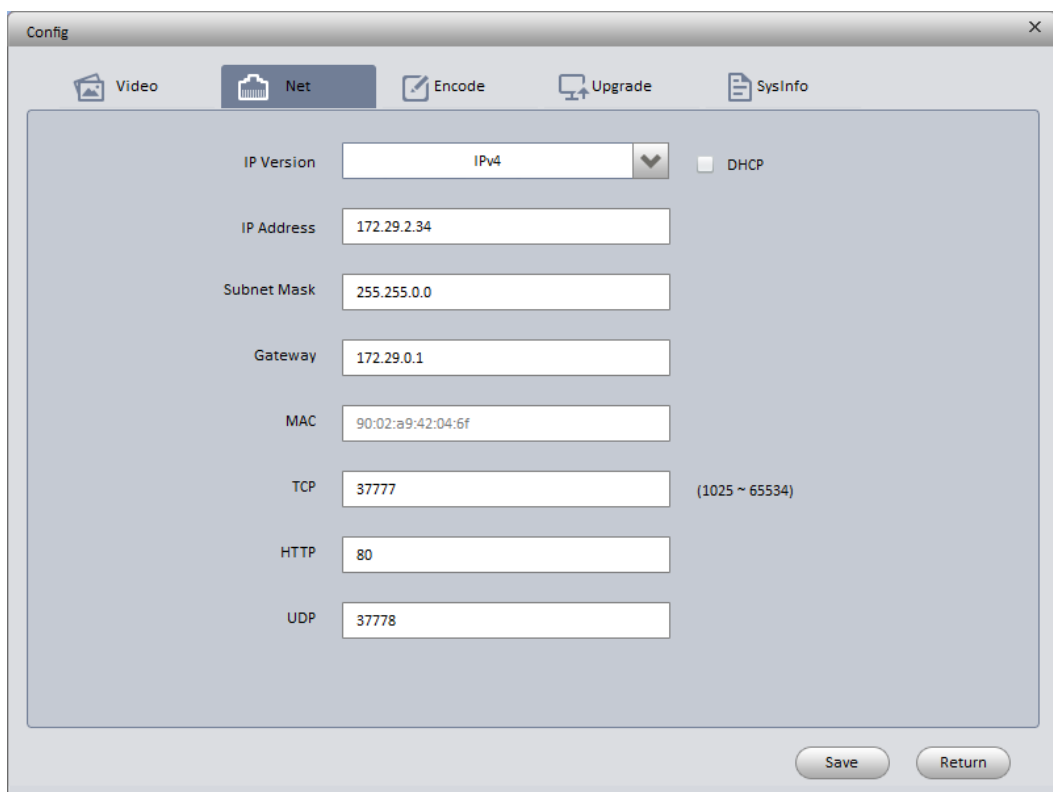 Config
Video Net Encode Upgrade SysInfo
IP Version IPv4 DHCP
IP Address 172.29.2.34
Subnet Mask 255.255.0.0
Gateway 172.29.0.1
MAC 90:02:a9:42:04:6f
TCP 37777 (1025 ~ 65534)
HTTP 80
UDP 37778
Save Return